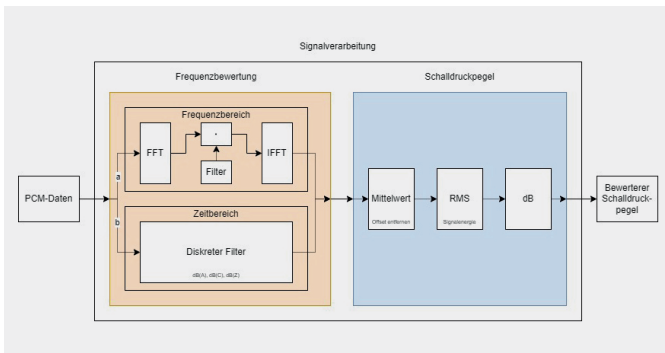 Signalverarbeitung
Frequenzbewertung
Schalldruckpegel
Frequenzbereich
FFT
IFFT
Filter
a
PCM-Daten
b
Zeitbereich
Diskreter Filter
dB(A), dB(C), dB(Z)
Mittelwert
Offset entfernen
RMS
Signalenergie
dB
Bewerterer
Schalldruck-
pegel